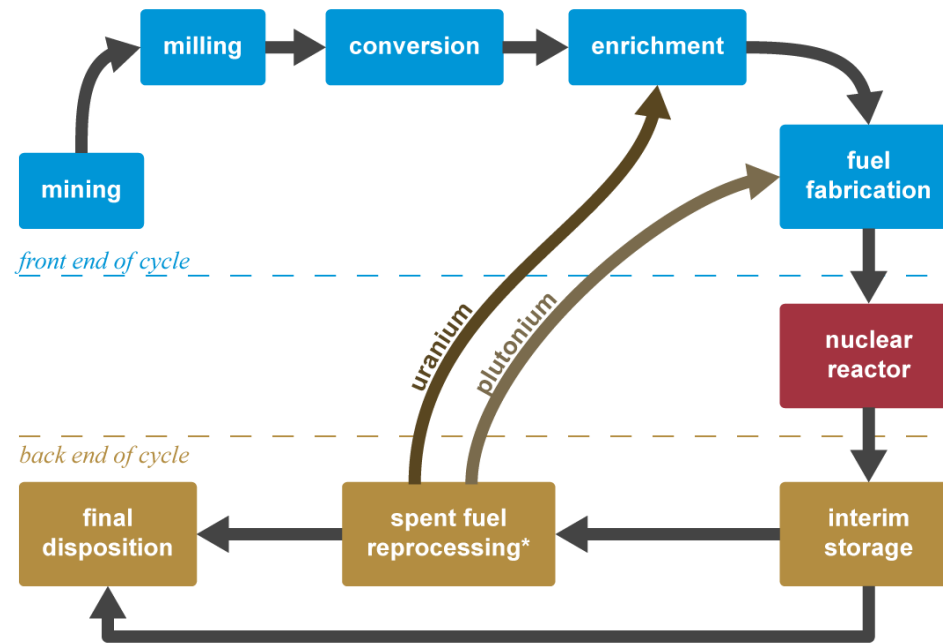 milling
conversion
enrichment
mining
fuel
fabrication
front end of cycle
uranium
plutonium
nuclear
reactor
back end of cycle
final
disposition
spent fuel
reprocessing*
interim
storage